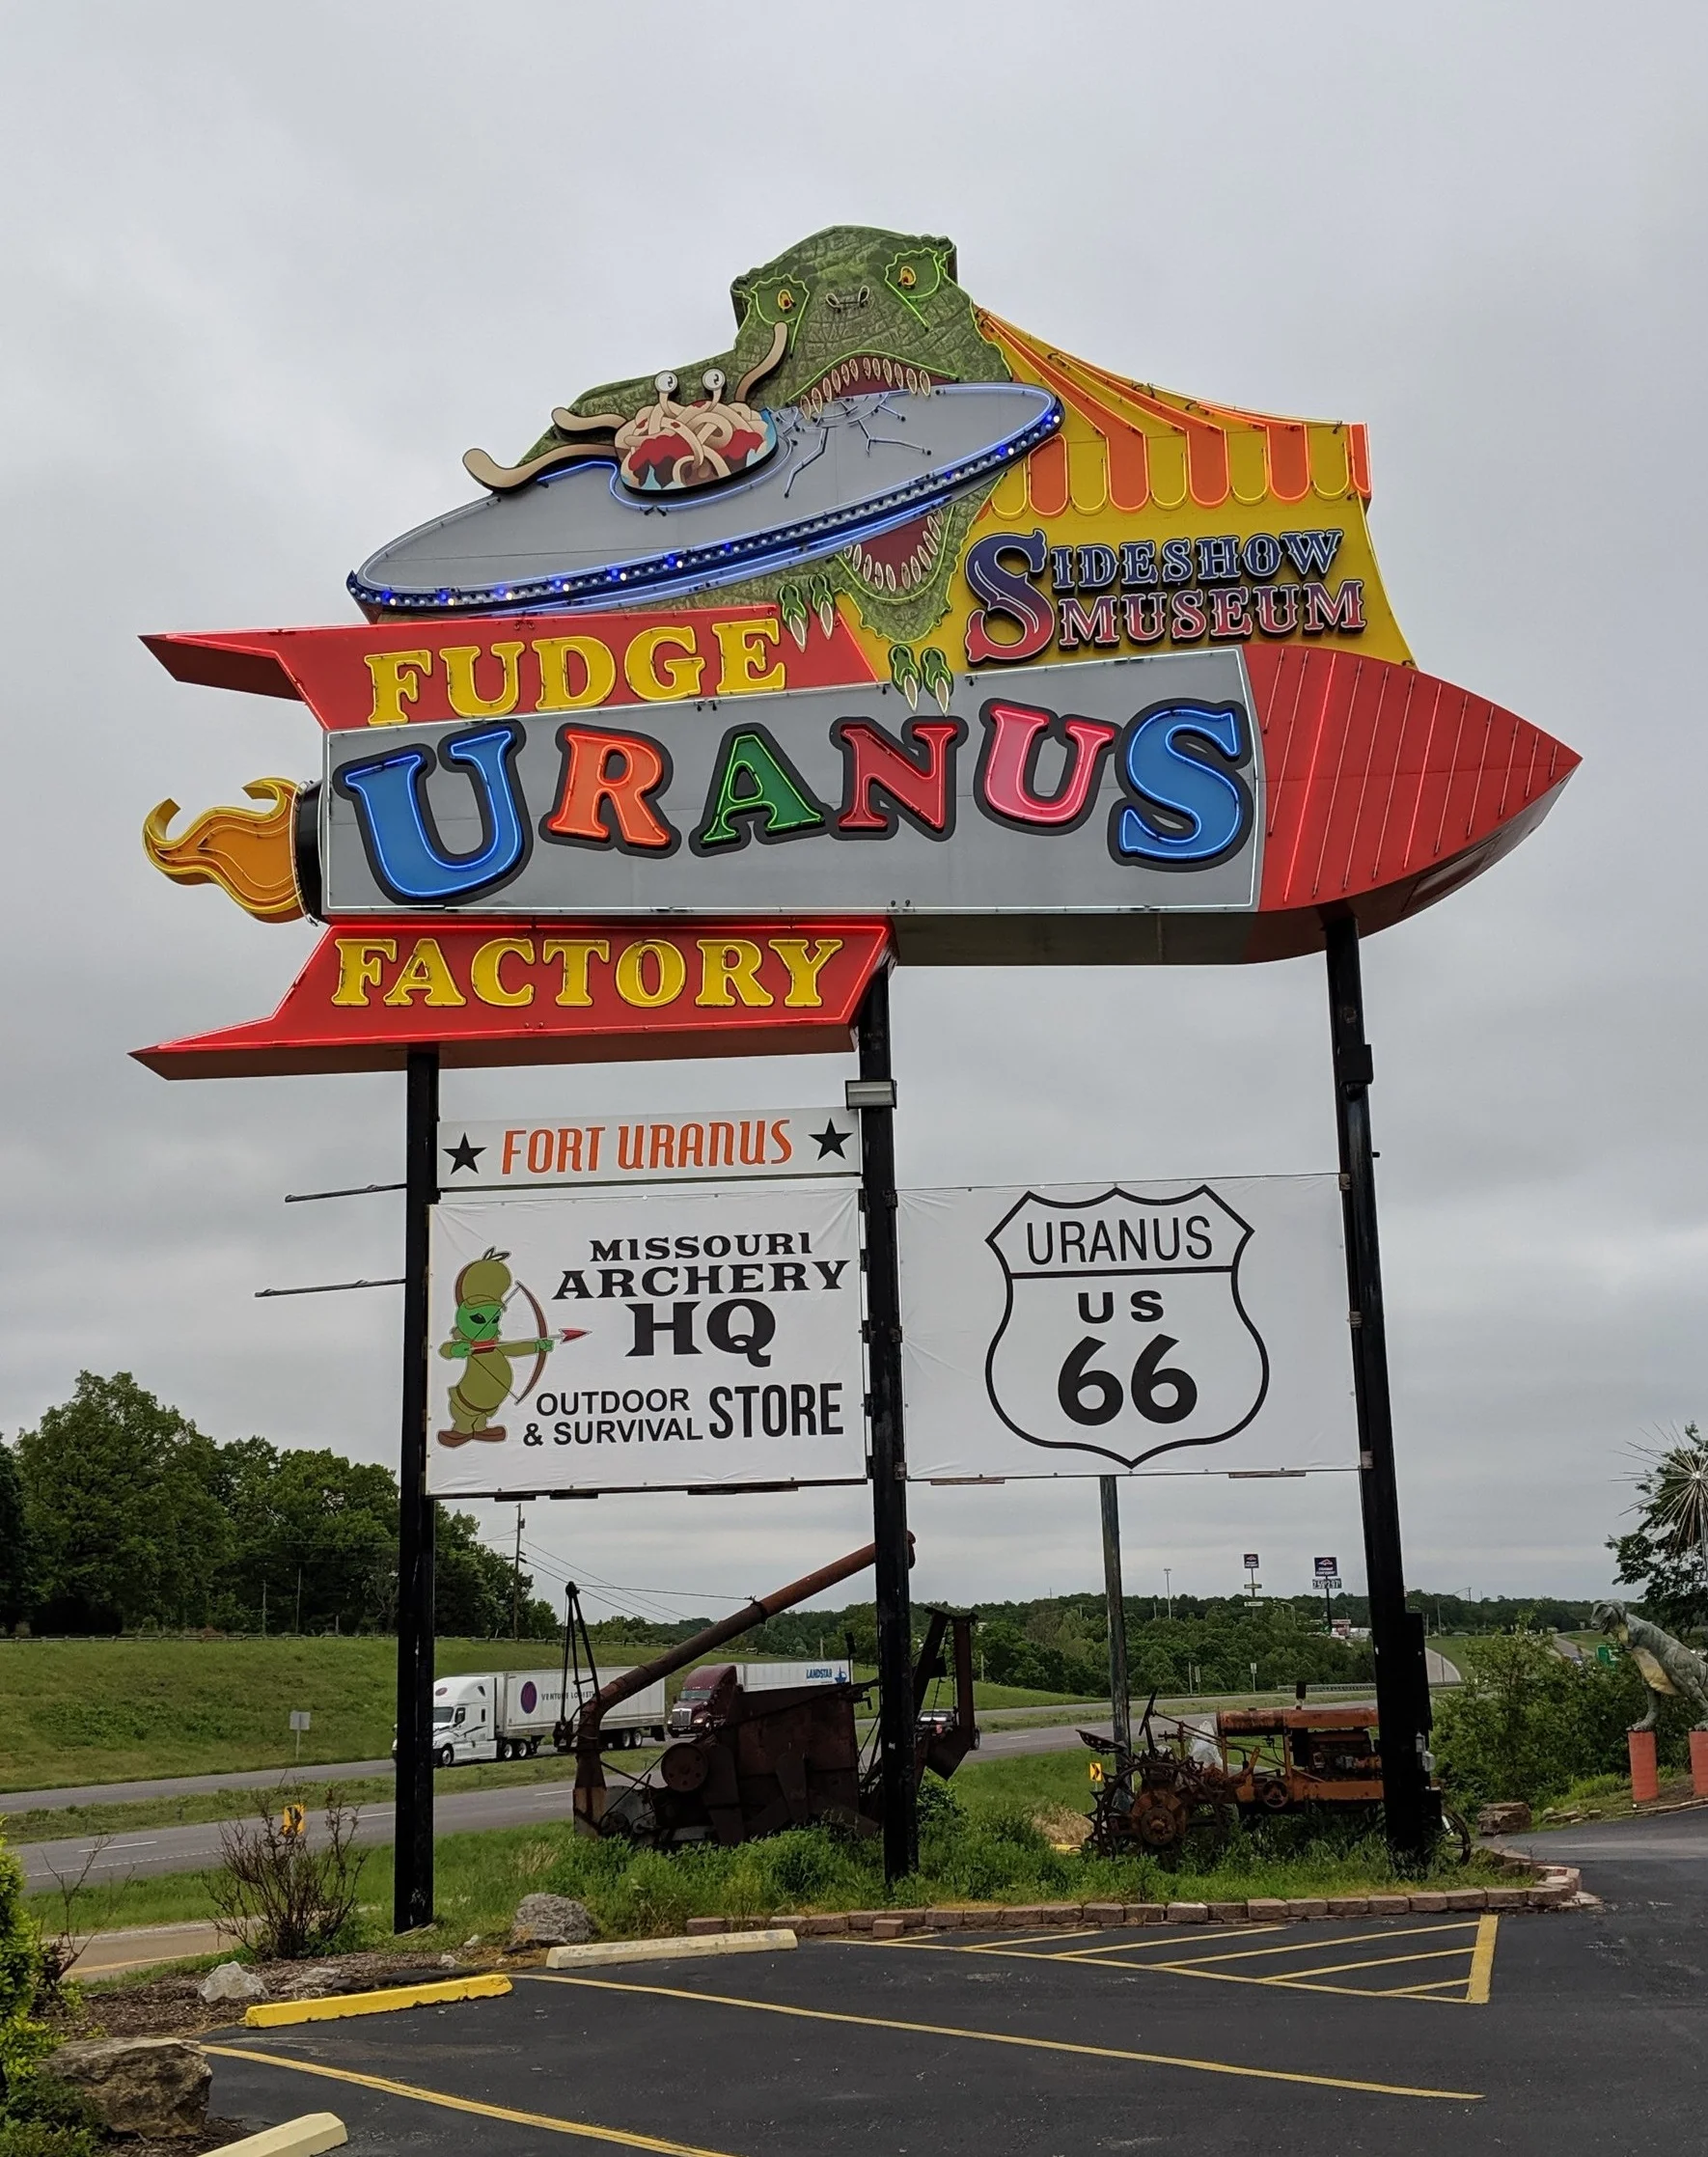 SIDESHOW
MUSEUM
FUDGE
URANUS
FACTORY
FORT URANUS
MISSOURI
ARCHERY
HQ
OUTDOOR
& SURVIVAL STORE
URANUS
US
66
LANDSTAR